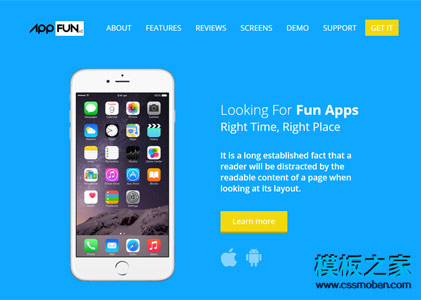 App FUN
ABOUT FEATURES REVIEWS SCREENS DEMO SUPPORT GET IT
Looking For Fun Apps
Right Time, Right Place
It is a long established fact that a
reader will be distracted by the
readable content of a page when
looking at its layout.
Learn more
模板之家
www.cssmoban.com